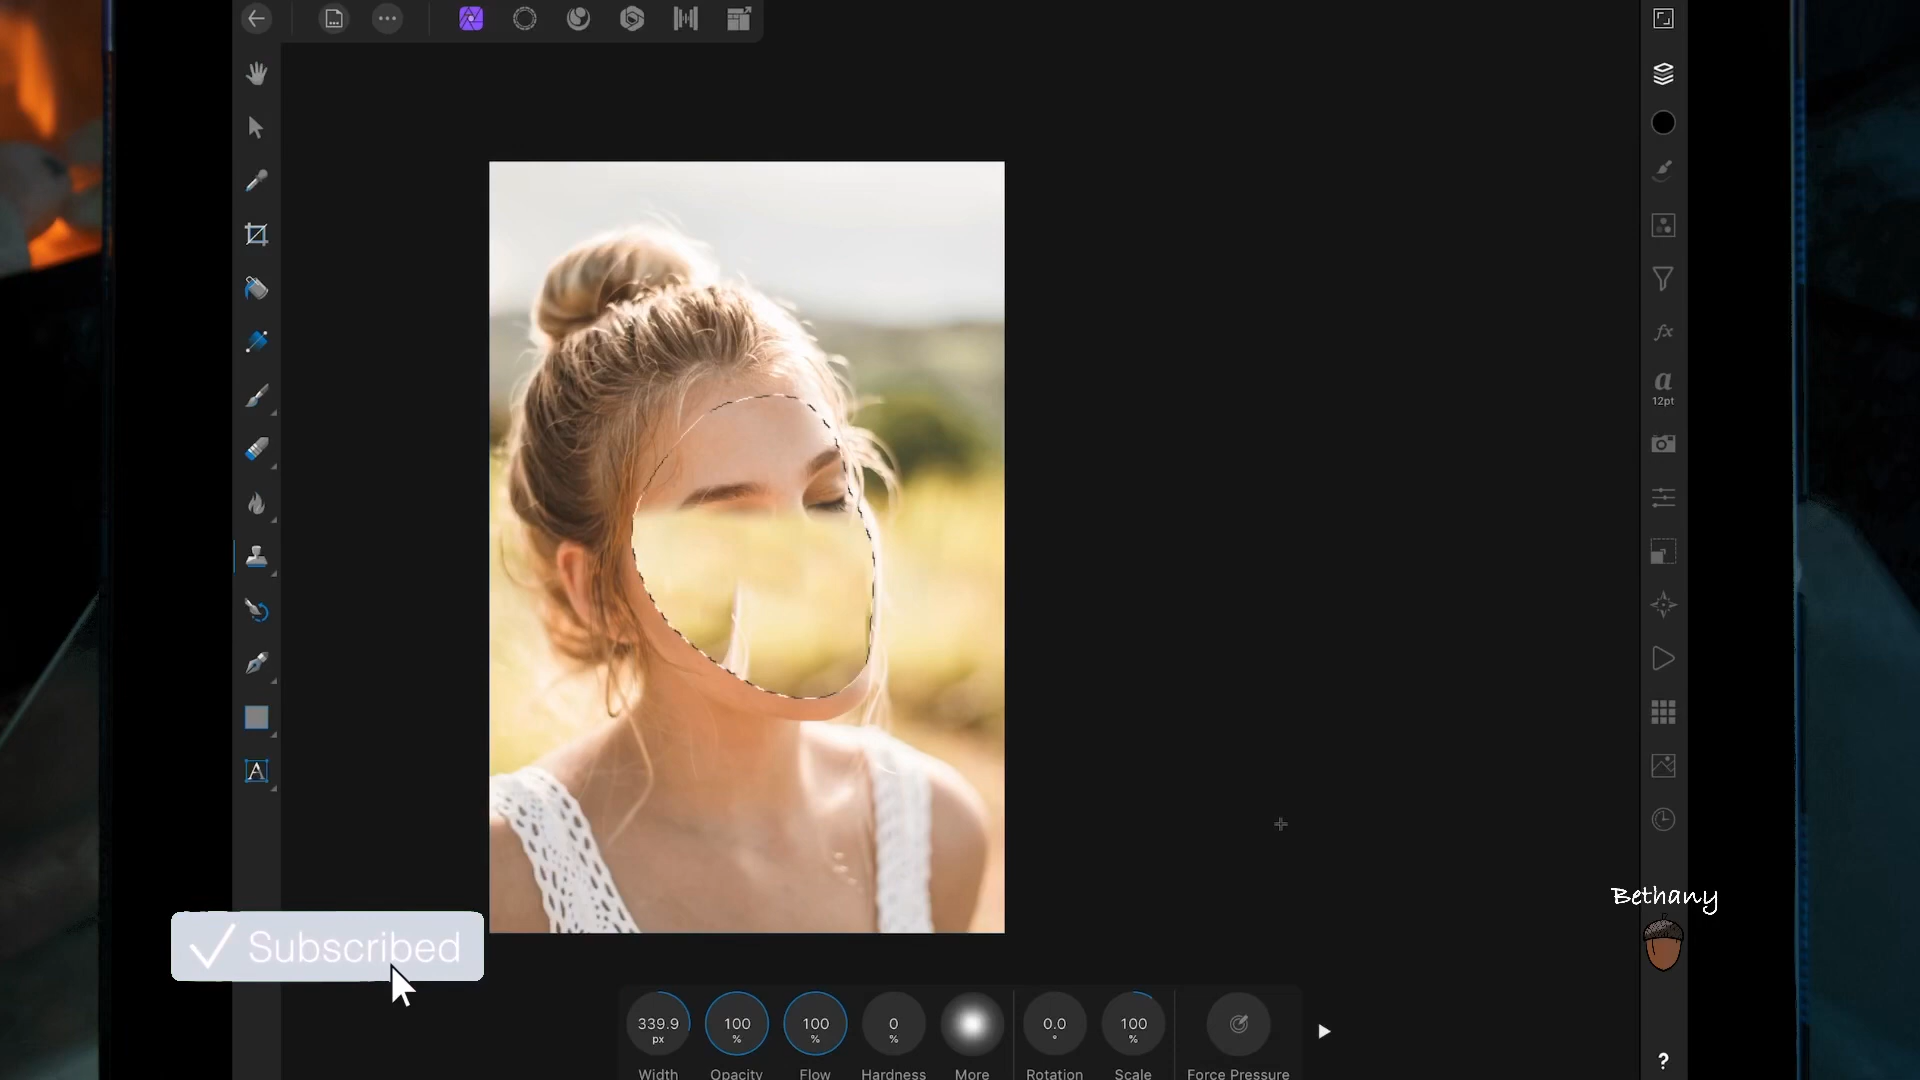 a
12pt
A
Bethany
✓ Subscribed
339.9 px
100 %
100 %
0 %
0.0 °
100 %
Width
Opacity
Flow
Hardness
More
Rotation
Scale
Force Pressure
fx
?